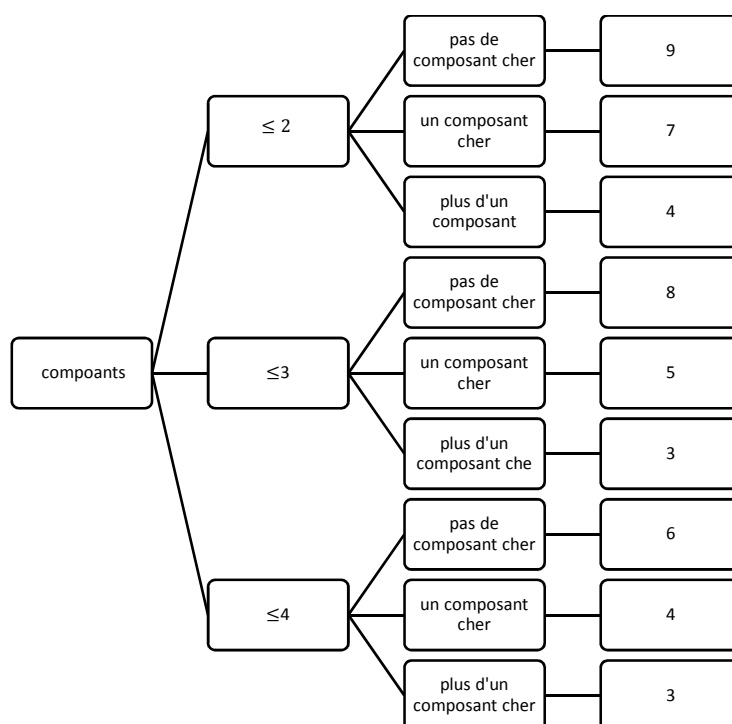 pas de
composant cher
9
≤ 2
un composant
cher
7
plus d'un
composant
4
pas de
composant cher
8
compoants
≤3
un composant
cher
5
plus d'un
composant che
3
pas de
composant cher
6
≤4
un composant
cher
4
plus d'un
composant cher
3